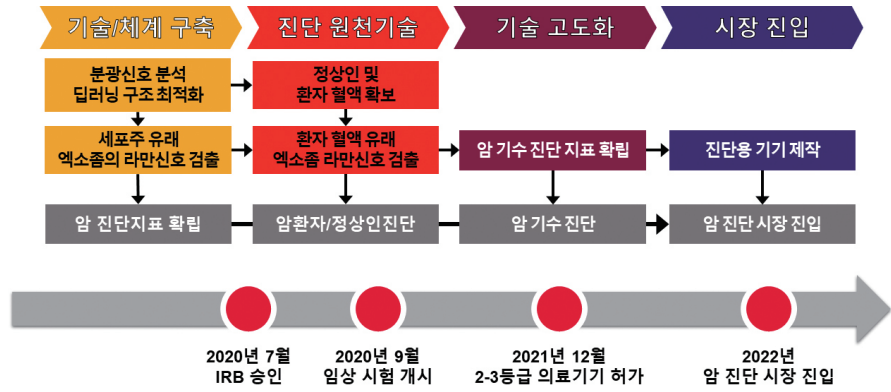 기술/체계 구축
진단 원천기술
기술 고도화
시장 진입
분광신호 분석
딥러닝 구조 최적화
정상인 및
환자 혈액 확보
세포주 유래
엑소좀의 라만신호 검출
환자 혈액 유래
엑소좀 라만신호 검출
암 기수 진단 지표 확립
진단용 기기 제작
암 진단지표 확립
암환자/정상인진단
암 기수 진단
암 진단 시장 진입
2020년 7월
IRB 승인
2020년 9월
임상 시험 개시
2021년 12월
2-3등급 의료기기 허가
2022년
암 진단 시장 진입